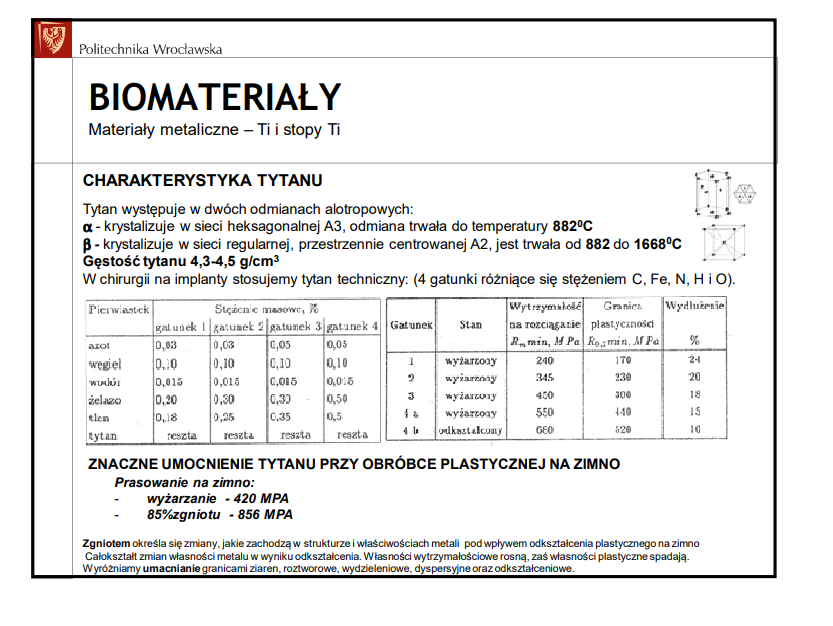 Politechnika Wrocławska
BIOMATERIAŁY
Materiały metaliczne – Ti i stopy Ti
CHARAKTERYSTYKA TYTANU
Tytan występuje w dwóch odmianach alotropowych:
α - krystalizuje w sieci heksagonalnej A3, odmiana trwała do temperatury 882⁰C
β - krystalizuje w sieci regularnej, przestrzennie centrowanej A2, jest trwała od 882 do 1668⁰C
Gęstość tytanu 4,3-4,5 g/cm³
W chirurgii na implanty stosujemy tytan techniczny: (4 gatunki różniące się stężeniem C, Fe, N, H i O).
Pierwiastek Stężenie masowe, %
gatunek 1 gatunek 2 gatunek 3 gatunek 4
azot 0,03 0,03 0,05 0,05
węgiel 0,10 0,10 0,10 0,10
wodór 0,015 0,015 0,015 0,015
żelazo 0,20 0,30 0,30 0,50
tlen 0,18 0,25 0,35 0,5
tytan reszta reszta reszta reszta
Gatunek Stan Wytrzymałość na rozciąganie Rm, min, MPa Granica plastyczności R0,2 min, MPa Wydłużenie %
1 wyżarzony 240 170 24
2 wyżarzony 345 230 20
3 wyżarzony 450 300 18
4 a wyżarzony 550 440 15
4 b odkształcony 680 520 10
ZNACZNE UMOCNIENIE TYTANU PRZY OBRÓBCE PLASTYCZNEJ NA ZIMNO
Prasowanie na zimno:
- wyżarzanie - 420 MPA
- 85%zgniotu - 856 MPA
Zgniotem określa się zmiany, jakie zachodzą w strukturze i właściwościach metali pod wpływem odkształcenia plastycznego na zimno
Całokształt zmian własności metalu w wyniku odkształcenia. Własności wytrzymałościowe rosną, zaś własności plastyczne spadają.
Wyróżniamy umacnianie granicami ziaren, roztworowe, wydzieleniowe, dyspersyjne oraz odkształceniowe.